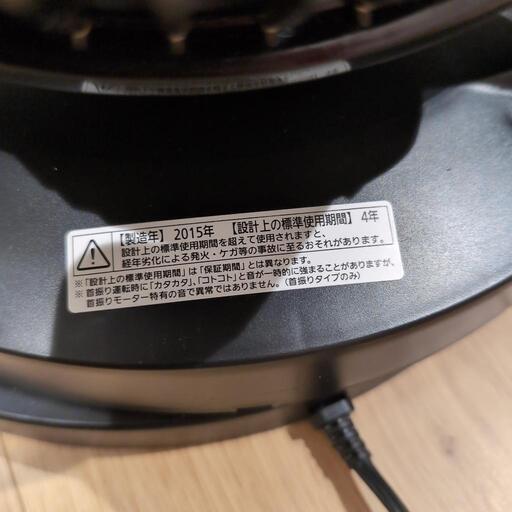 【製造年】 2015年 【設計上の標準使用期間】 4年
設計上の標準使用期間を超えて使用されますと、
経年劣化による発火・ケガ等の事故に至るおそれがあります。
※「設計上の標準使用期間」は「保証期間」とは異なります。
※首振り運転時に「カタカタ」、「コトコト」と音が一時的に強まることがありますが、
首振りモーター特有の音で異常ではありません。（首振りタイプのみ）